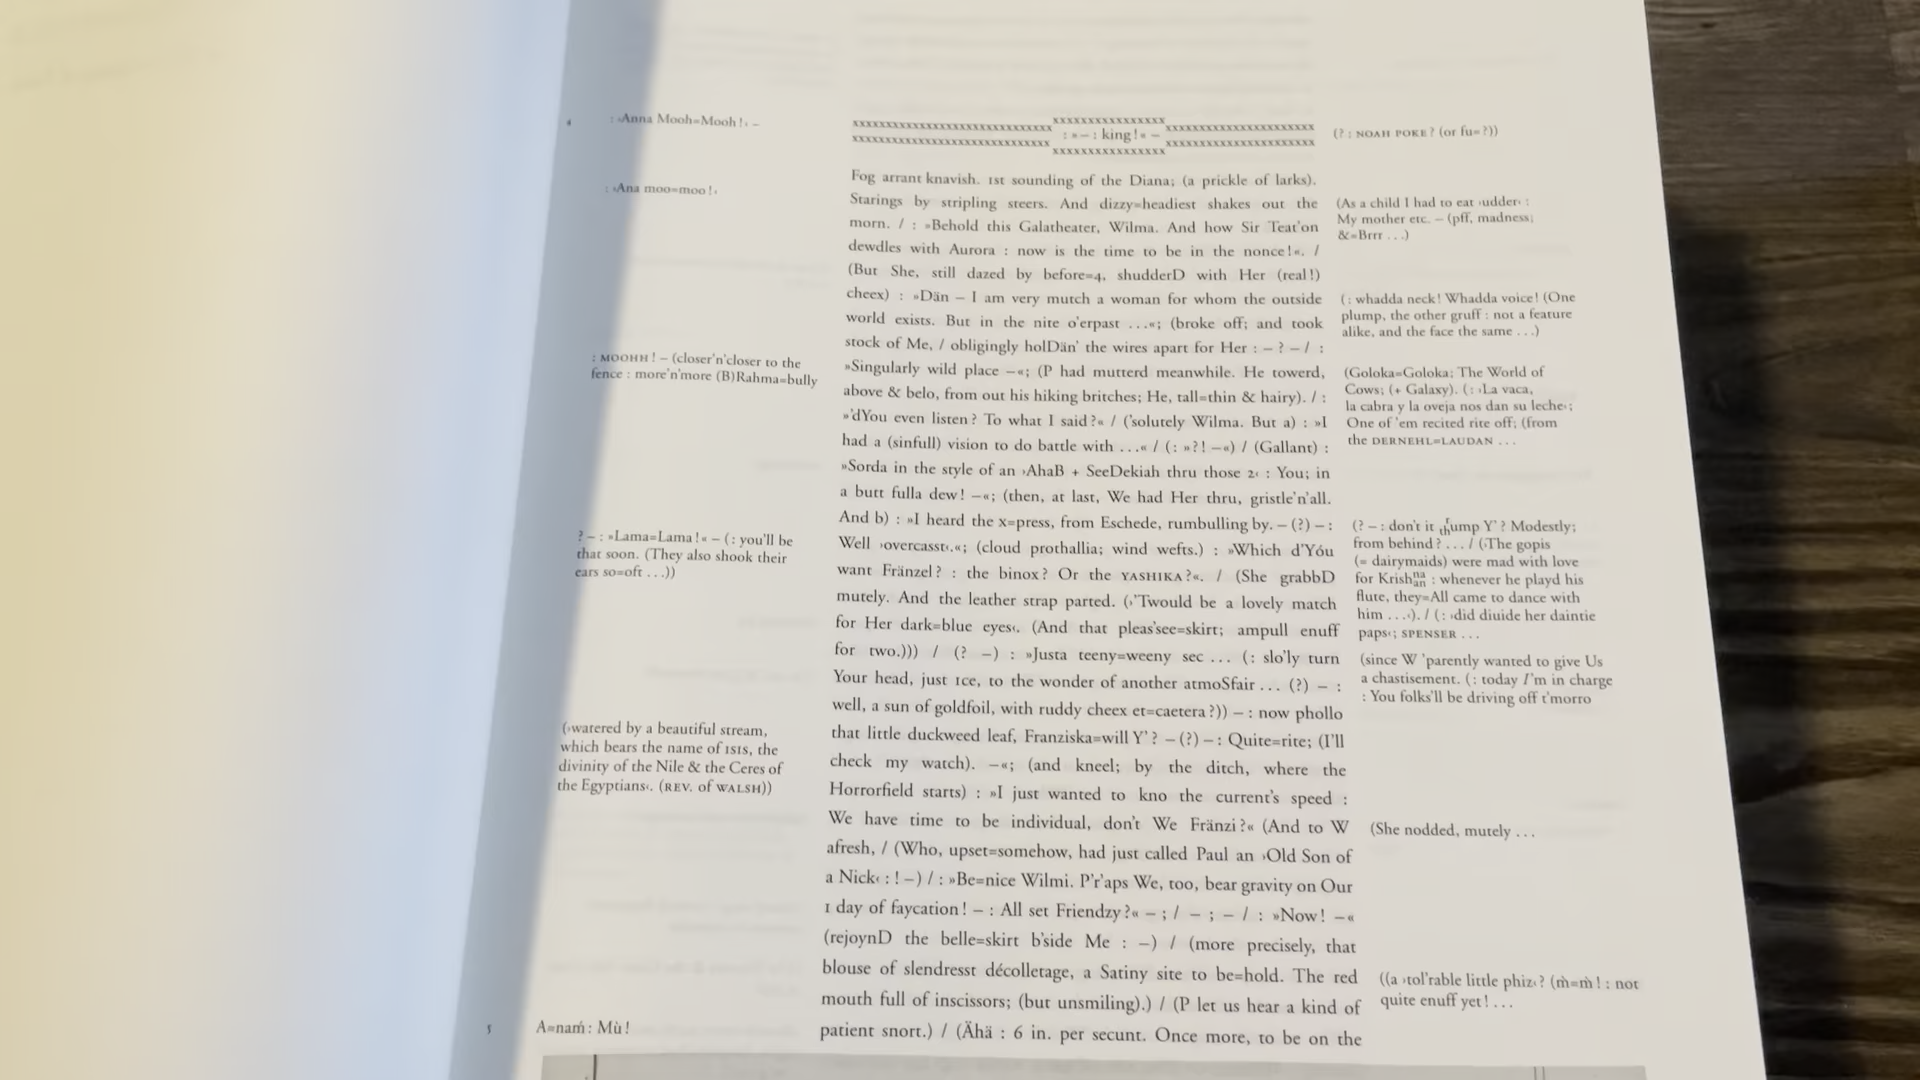 4
: ›Anna Mooh=Mooh!‹ –
: ›Ana moo=moo!‹
: MOOHH! – (closer'n'closer to the
fence : more'n'more (B)Rahma=bully
? – : »Lama=Lama!« – (: you'll be
that soon. (They also shook their
ears so=oft ...))
(›watered by a beautiful stream,
which bears the name of ISIS, the
divinity of the Nile & the Ceres of
the Egyptians‹. (REV. of WALSH))
5
A=naḿ : Mù!
xxxxxxxxxxxxxxxx
xxxxxxxxxxxxxxxxxxxxxxxxxxxxx : »– : king!« – xxxxxxxxxxxxxxxxxxxxxx
xxxxxxxxxxxxxxxx
Fog arrant knavish. 1st sounding of the Diana; (a prickle of larks).
Starings by stripling steers. And dizzy=headiest shakes out the
morn. / : »Behold this Galatheater, Wilma. And how Sir Teat'on
dewdles with Aurora : now is the time to be in the nonce!«. /
(But She, still dazed by before=4, shudderD with Her (real!)
cheex) : »Dän – I am very mutch a woman for whom the outside
world exists. But in the nite o'erpast ...«; (broke off; and took
stock of Me, / obligingly holDän' the wires apart for Her : – ? – / :
»Singularly wild place –«; (P had mutterd meanwhile. He towerd,
above & belo, from out his hiking britches; He, tall=thin & hairy). / :
»'dYou even listen? To what I said?« / ('solutely Wilma. But a) : »I
had a (sinfull) vision to do battle with ...« / (: »?! –«) / (Gallant) :
»Sorda in the style of an ›AhaB + SeeDekiah thru those 2‹ : You; in
a butt fulla dew! –«; (then, at last, We had Her thru, gristle'n'all.
And b) : »I heard the x=press, from Eschede, rumbulling by. – (?) – :
Well ›overcasst‹.«; (cloud prothallia; wind wefts.) : »Which d'Yóu
want Fränzel? : the binox? Or the YASHIKA?«. / (She grabbD
mutely. And the leather strap parted. (›'Twould be a lovely match
for Her dark=blue eyes‹. (And that pleas'see=skirt; ampull enuff
for two.))) / (? –) : »Justa teeny=weeny sec ... (: slo'ly turn
Your head, just 1ce, to the wonder of another atmoSfair ... (?) – :
well, a sun of goldfoil, with ruddy cheex et=caetera?)) – : now phollo
that little duckweed leaf, Franziska=will Y'? – (?) – : Quite=rite; (I'll
check my watch). –«; (and kneel; by the ditch, where the
Horrorfield starts) : »I just wanted to kno the current's speed :
We have time to be individual, don't We Fränzi?« (And to W
afresh, / (Who, upset=somehow, had just called Paul an ›Old Son of
a Nick‹ : ! –) / : »Be=nice Wilmi. P'r'aps We, too, bear gravity on Our
1 day of faycation! – : All set Friendzy?« – ; / – ; – / : »Now! –«
(rejoynD the belle=skirt b'side Me : –) / (more precisely, that
blouse of slendresst décolletage, a Satiny site to be=hold. The red
mouth full of inscissors; (but unsmiling).) / (P let us hear a kind of
patient snort.) / (Ähä : 6 in. per secunt. Once more, to be on the
(? : NOAH POKE? (or fu=?))
(As a child I had to eat ›udder‹ :
My mother etc. – (pff, madness;
&=Brrr ...)
(: whadda neck! Whadda voice! (One
plump, the other gruff : not a feature
alike, and the face the same ...)
(Goloka=Goloka; The World of
Cows; (+ Galaxy). (: ›La vaca,
la cabra y la oveja nos dan su leche‹;
One of 'em recited rite off; (from
the DERNEHL=LAUDAN ...
(? – : don't it thrump Y'? Modestly;
from behind? ... / (›The gopis
(= dairymaids) were mad with love
for Krishnaan : whenever he playd his
flute, they=All came to dance with
him ...‹). / (: ›did diuide her daintie
paps‹; SPENSER ...
(since W 'parently wanted to give Us
a chastisement. (: today I'm in charge
: You folks'll be driving off t'morro
(She nodded, mutely ...
((a ›tol'rable little phiz‹? (m̀=m̀! : not
quite enuff yet! ...